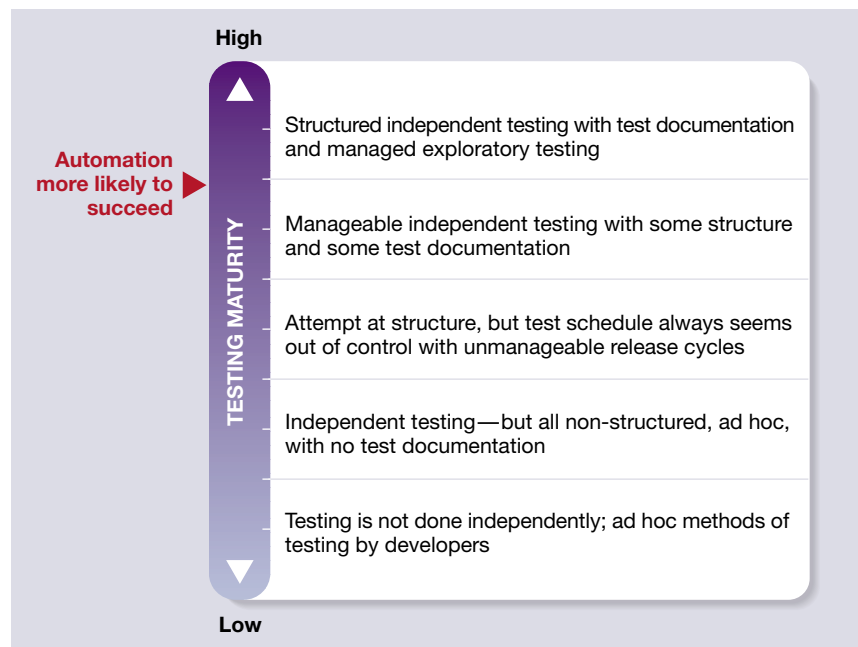 High
Automation
more likely to
succeed
TESTING MATURITY
Structured independent testing with test documentation
and managed exploratory testing
Manageable independent testing with some structure
and some test documentation
Attempt at structure, but test schedule always seems
out of control with unmanageable release cycles
Independent testing—but all non-structured, ad hoc,
with no test documentation
Testing is not done independently; ad hoc methods of
testing by developers
Low